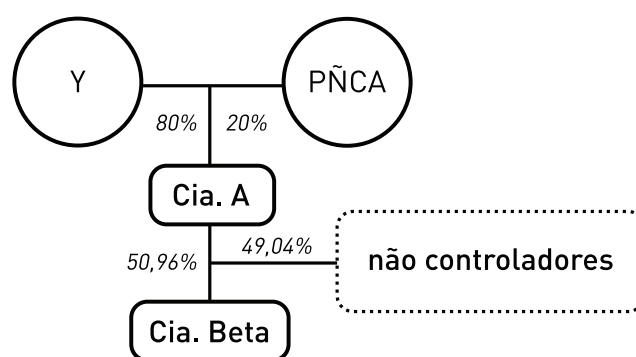 Y
PÑCA
80%
20%
Cia. A
50,96%
49,04%
não controladores
Cia. Beta